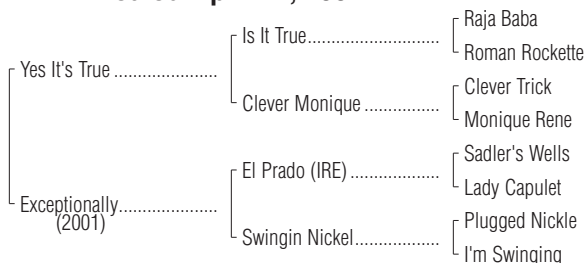 Raja Baba
Is It True
Roman Rockette
Yes It's True
Clever Trick
Clever Monique
Monique Rene
Sadler's Wells
El Prado (IRE)
Lady Capulet
Exceptionally
(2001)
Plugged Nickle
Swingin Nickel
I'm Swinging